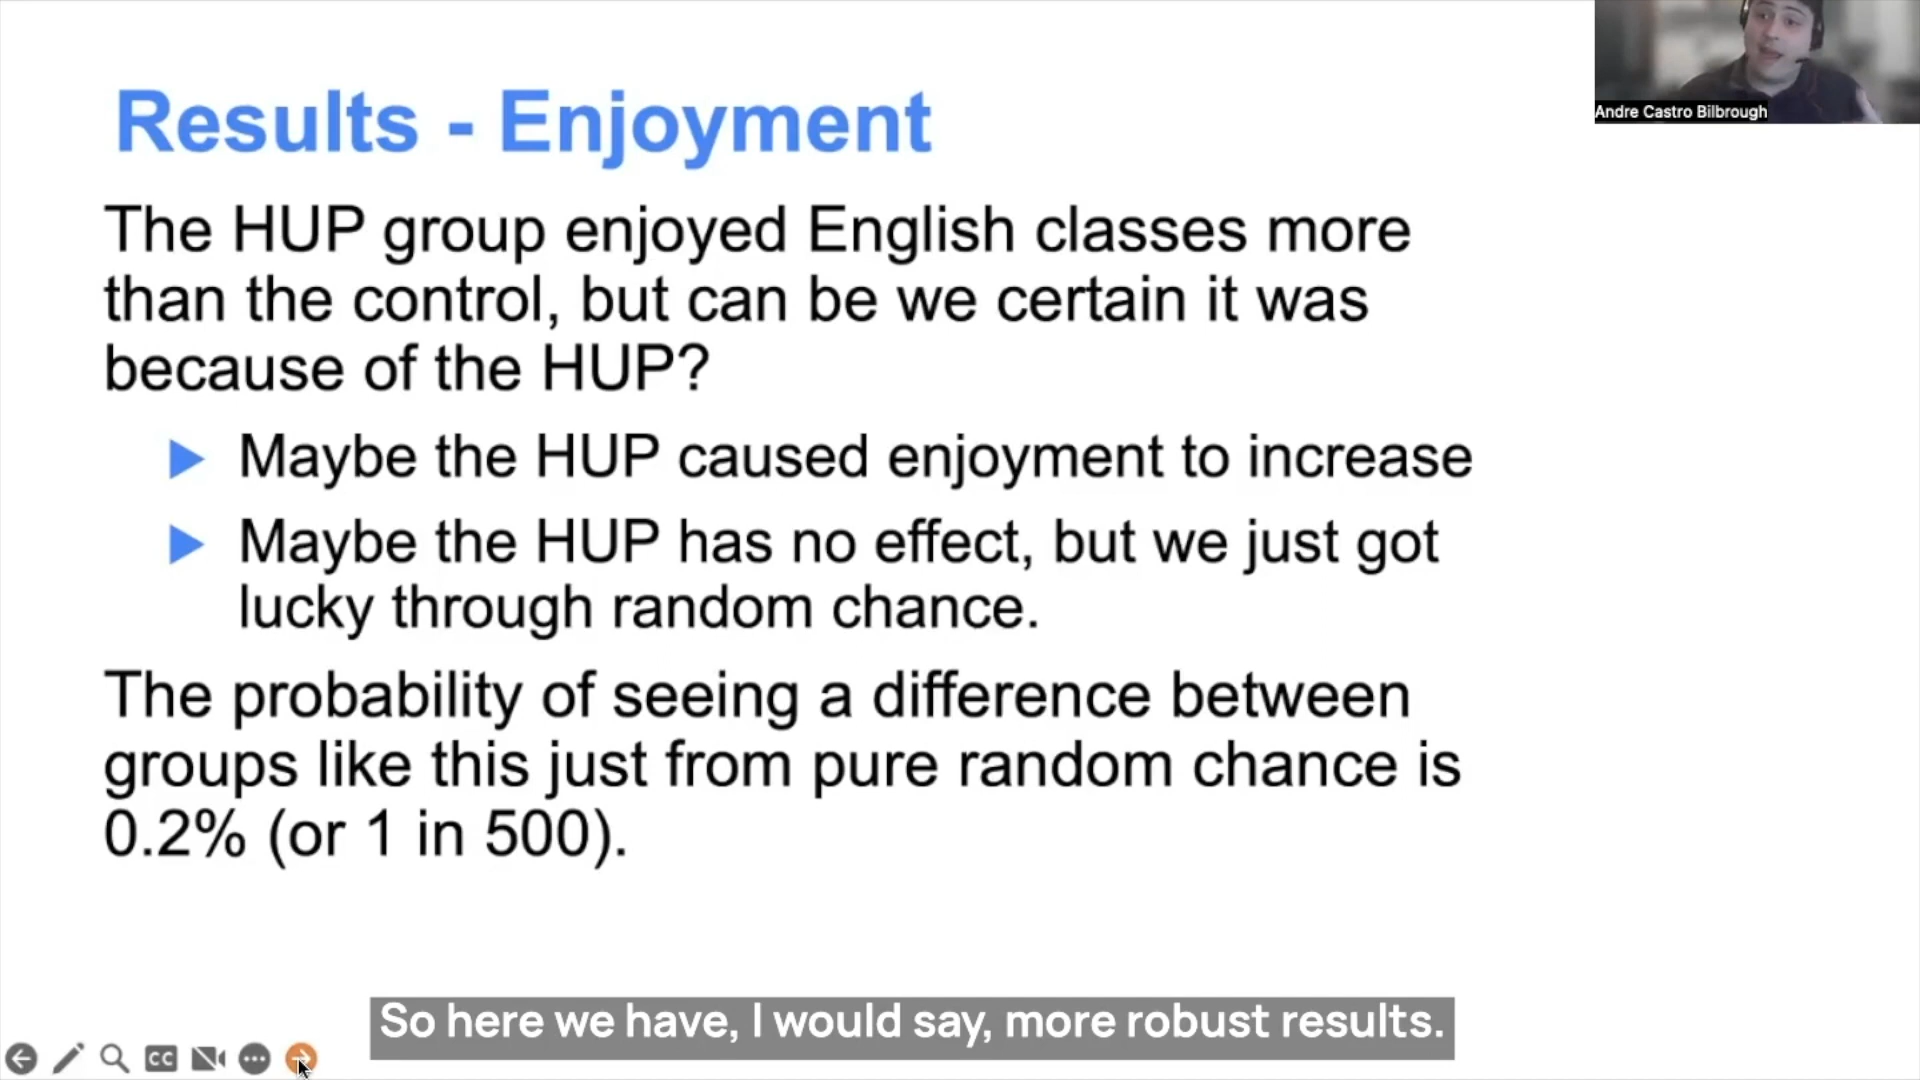 Results - Enjoyment
Andre Castro Bilbrough
The HUP group enjoyed English classes more
than the control, but can be we certain it was
because of the HUP?
Maybe the HUP caused enjoyment to increase
Maybe the HUP has no effect, but we just got
lucky through random chance.
The probability of seeing a difference between
groups like this just from pure random chance is
0.2% (or 1 in 500).
So here we have, I would say, more robust results.
CC